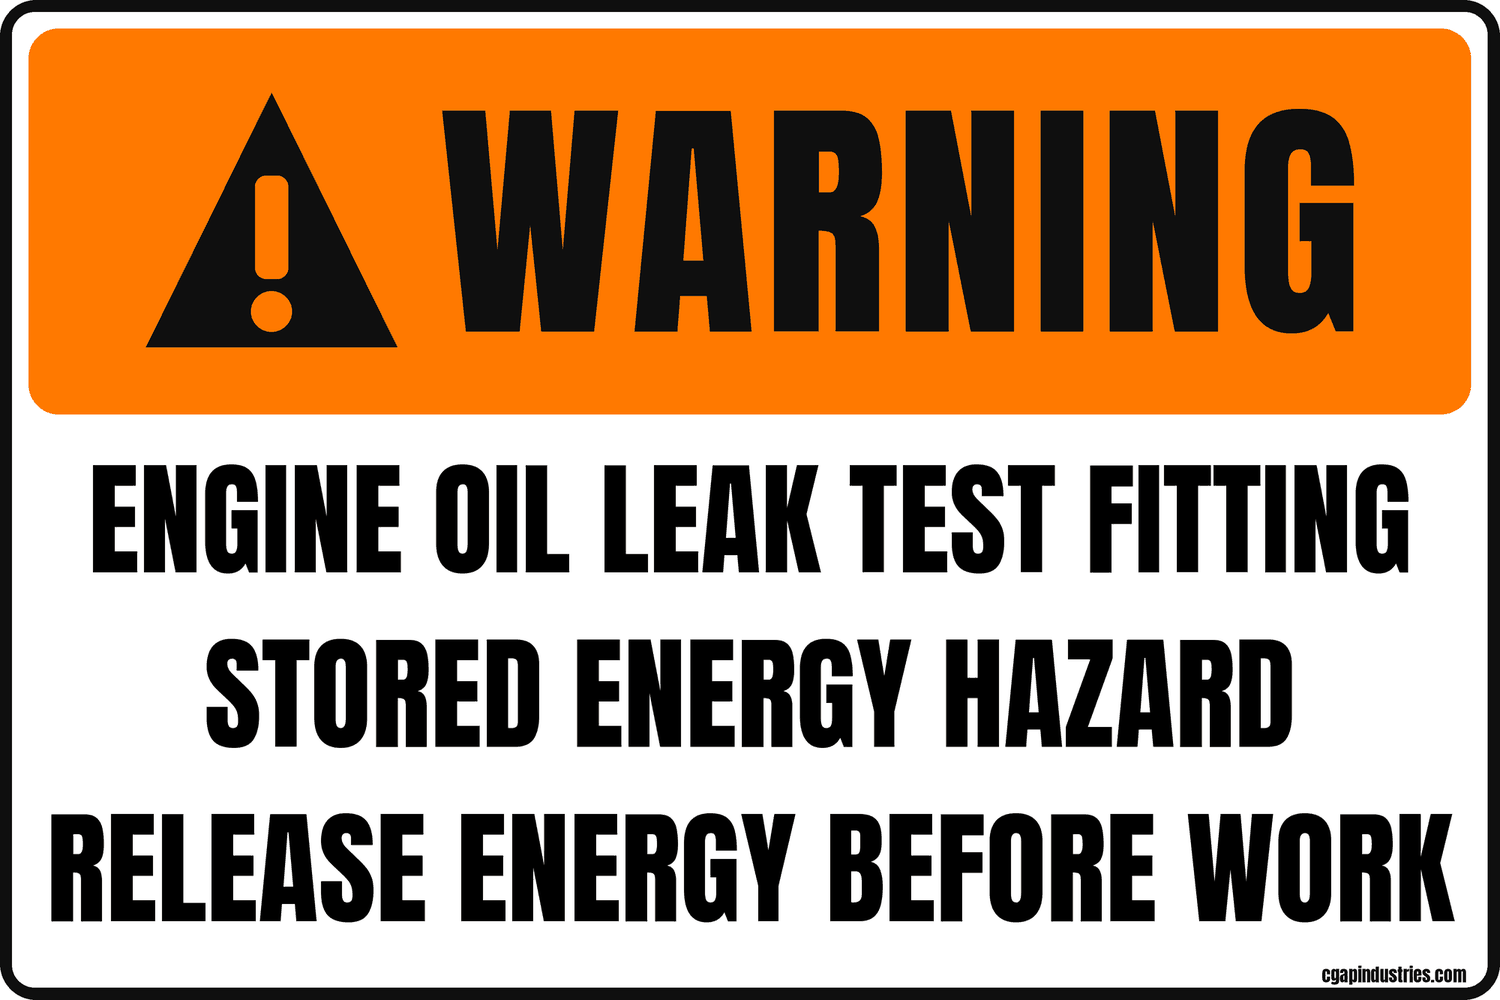 WARNING
ENGINE OIL LEAK TEST FITTING
STORED ENERGY HAZARD
RELEASE ENERGY BEFORE WORK
cgapindustries.com